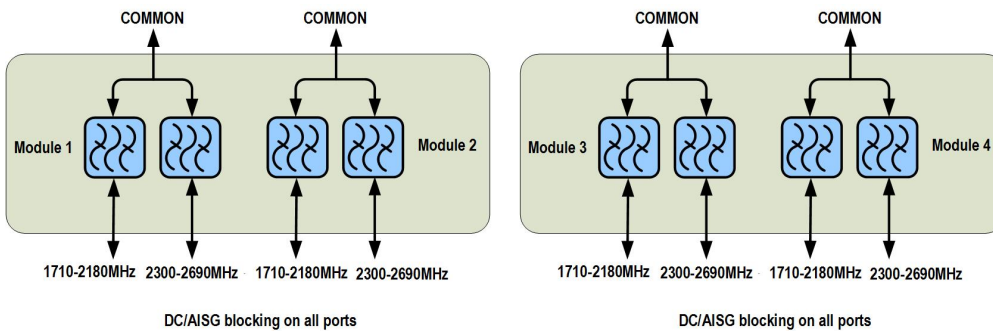 COMMON COMMON COMMON COMMON
Module 1 Module 2 Module 3 Module 4
1710-2180MHz 2300-2690MHz 1710-2180MHz 2300-2690MHz 1710-2180MHz 2300-2690MHz 1710-2180MHz 2300-2690MHz
DC/AISG blocking on all ports DC/AISG blocking on all ports